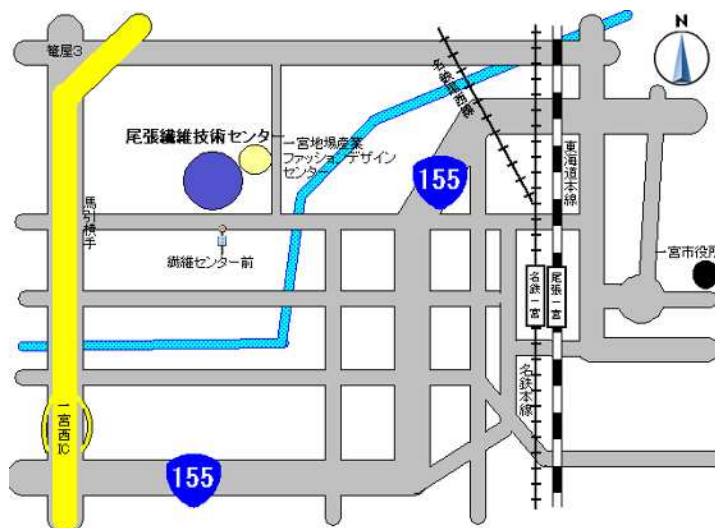 篭屋3
N
名鉄尾西線
尾張繊維技術センター
一宮地場産業
ファッションデザイン
センター
155
東海道本線
馬引横手
繊維センター前
一宮市役所
名鉄一宮
尾張一宮
名鉄本線
一宮西IC
155